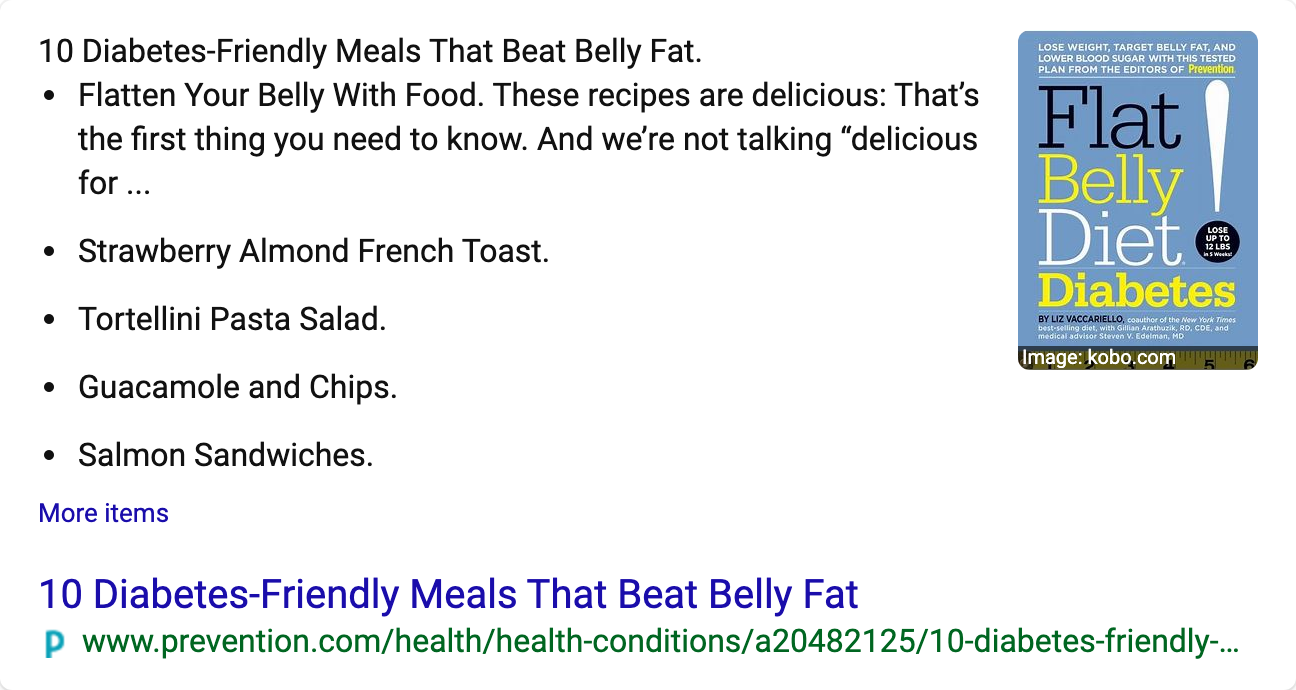 10 Diabetes-Friendly Meals That Beat Belly Fat.
• Flatten Your Belly With Food. These recipes are delicious: That’s
the first thing you need to know. And we’re not talking “delicious
for ...
• Strawberry Almond French Toast.
• Tortellini Pasta Salad.
• Guacamole and Chips.
• Salmon Sandwiches.
More items
LOSE WEIGHT, TARGET BELLY FAT, AND
LOWER BLOOD SUGAR WITH THIS TESTED
PLAN FROM THE EDITORS OF Prevention.
Flat
Belly
Diet!
LOSE
UP TO
12 LBS
in 5 Weeks!
Diabetes
BY LIZ VACCARIELLO, coauthor of the New York Times
best-selling diet, with Gillian Arathuzik, RD, CDE, and
medical advisor Steven V. Edelman, MD
Image: kobo.com
1 2 3 4 5 6
10 Diabetes-Friendly Meals That Beat Belly Fat
P www.prevention.com/health/health-conditions/a20482125/10-diabetes-friendly-...